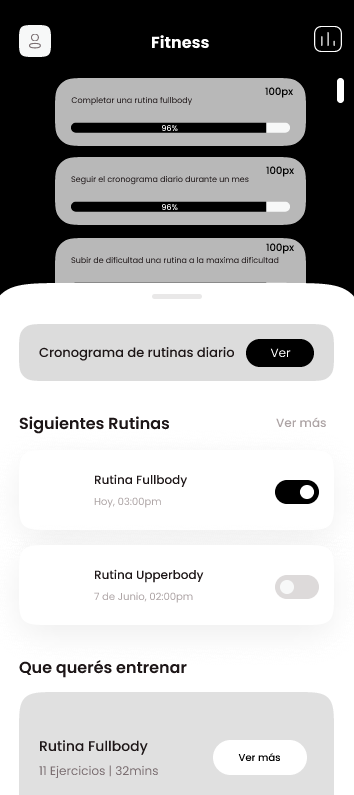 Fitness
100px
Completar una rutina fullbody
96%
100px
Seguir el cronograma diario durante un mes
96%
100px
Subir de dificultad una rutina a la maxima dificultad
Cronograma de rutinas diario
Ver
Siguientes Rutinas
Ver más
Rutina Fullbody
Hoy, 03:00pm
Rutina Upperbody
7 de Junio, 02:00pm
Que querés entrenar
Rutina Fullbody
Ver más
11 Ejercicios | 32mins